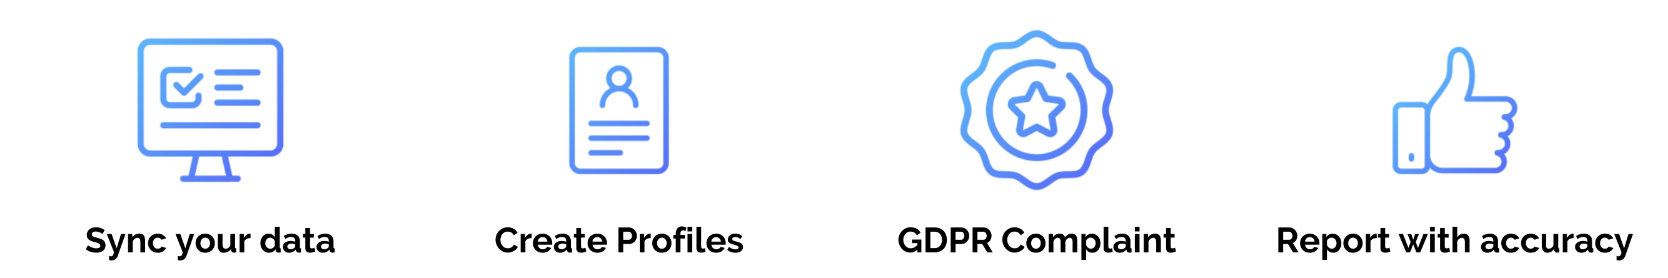 Sync your data
Create Profiles
GDPR Complaint
Report with accuracy